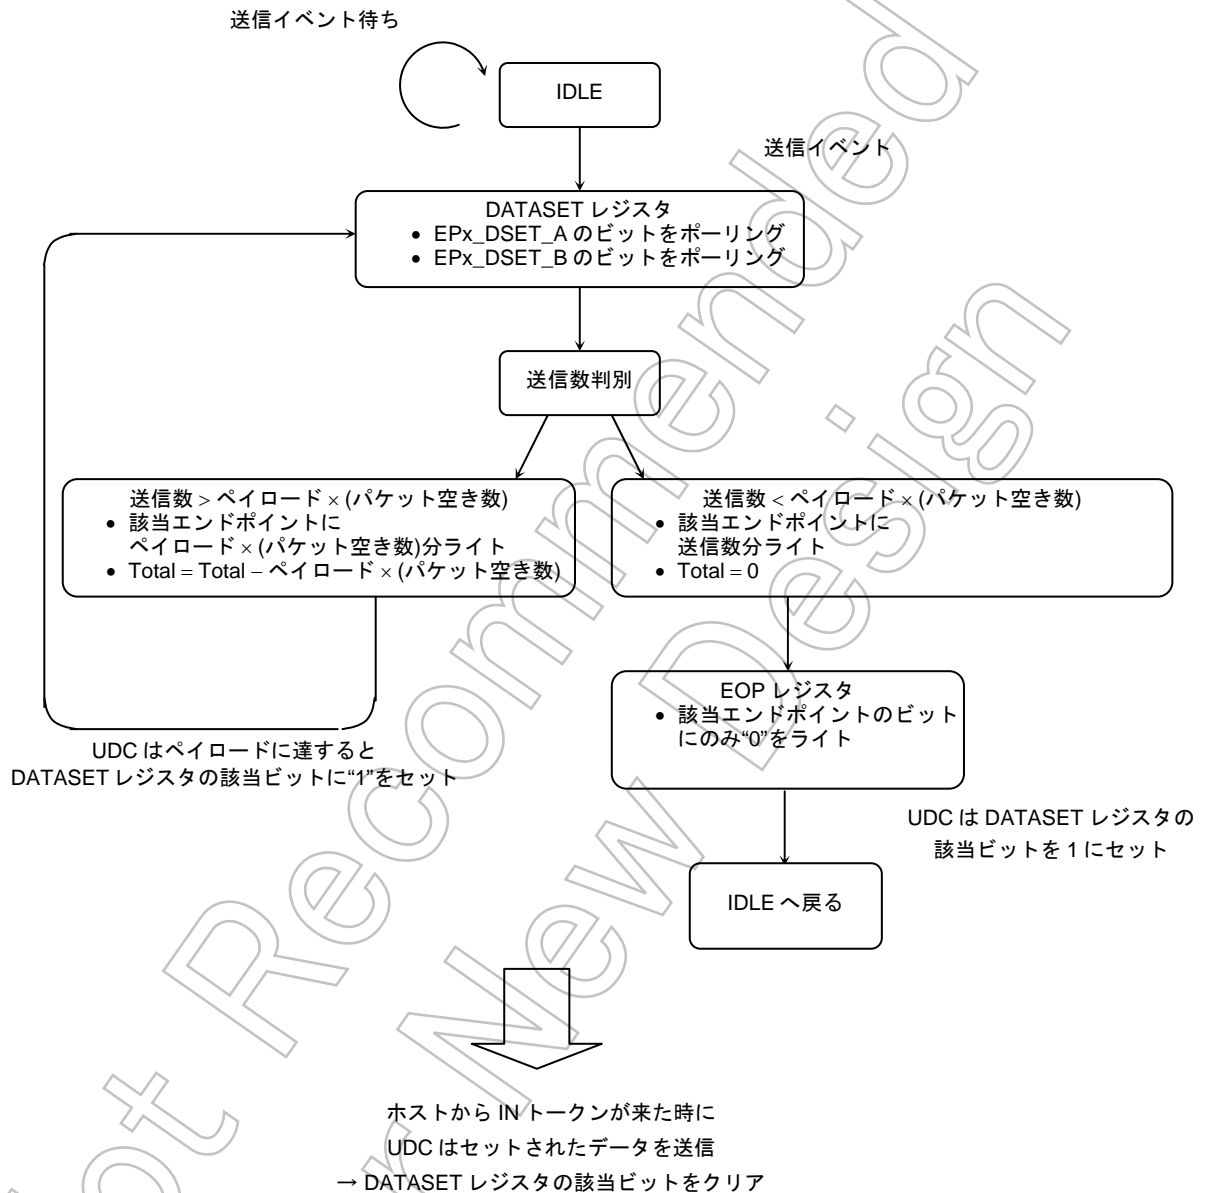 送信イベント待ち
IDLE
送信イベント
DATASET レジスタ
• EPx_DSET_A のビットをポーリング
• EPx_DSET_B のビットをポーリング
送信数判別
送信数 > ペイロード × (パケット空き数)
• 該当エンドポイントに
ペイロード × (パケット空き数)分ライト
• Total = Total − ペイロード × (パケット空き数)
送信数 < ペイロード × (パケット空き数)
• 該当エンドポイントに
送信数分ライト
• Total = 0
UDC はペイロードに達すると
DATASET レジスタの該当ビットに“1”をセット
EOP レジスタ
• 該当エンドポイントのビット
にのみ“0”をライト
UDC は DATASET レジスタの
該当ビットを 1 にセット
IDLE へ戻る
ホストから IN トークンが来た時に
UDC はセットされたデータを送信
→ DATASET レジスタの該当ビットをクリア
Not Recommended
for New Design